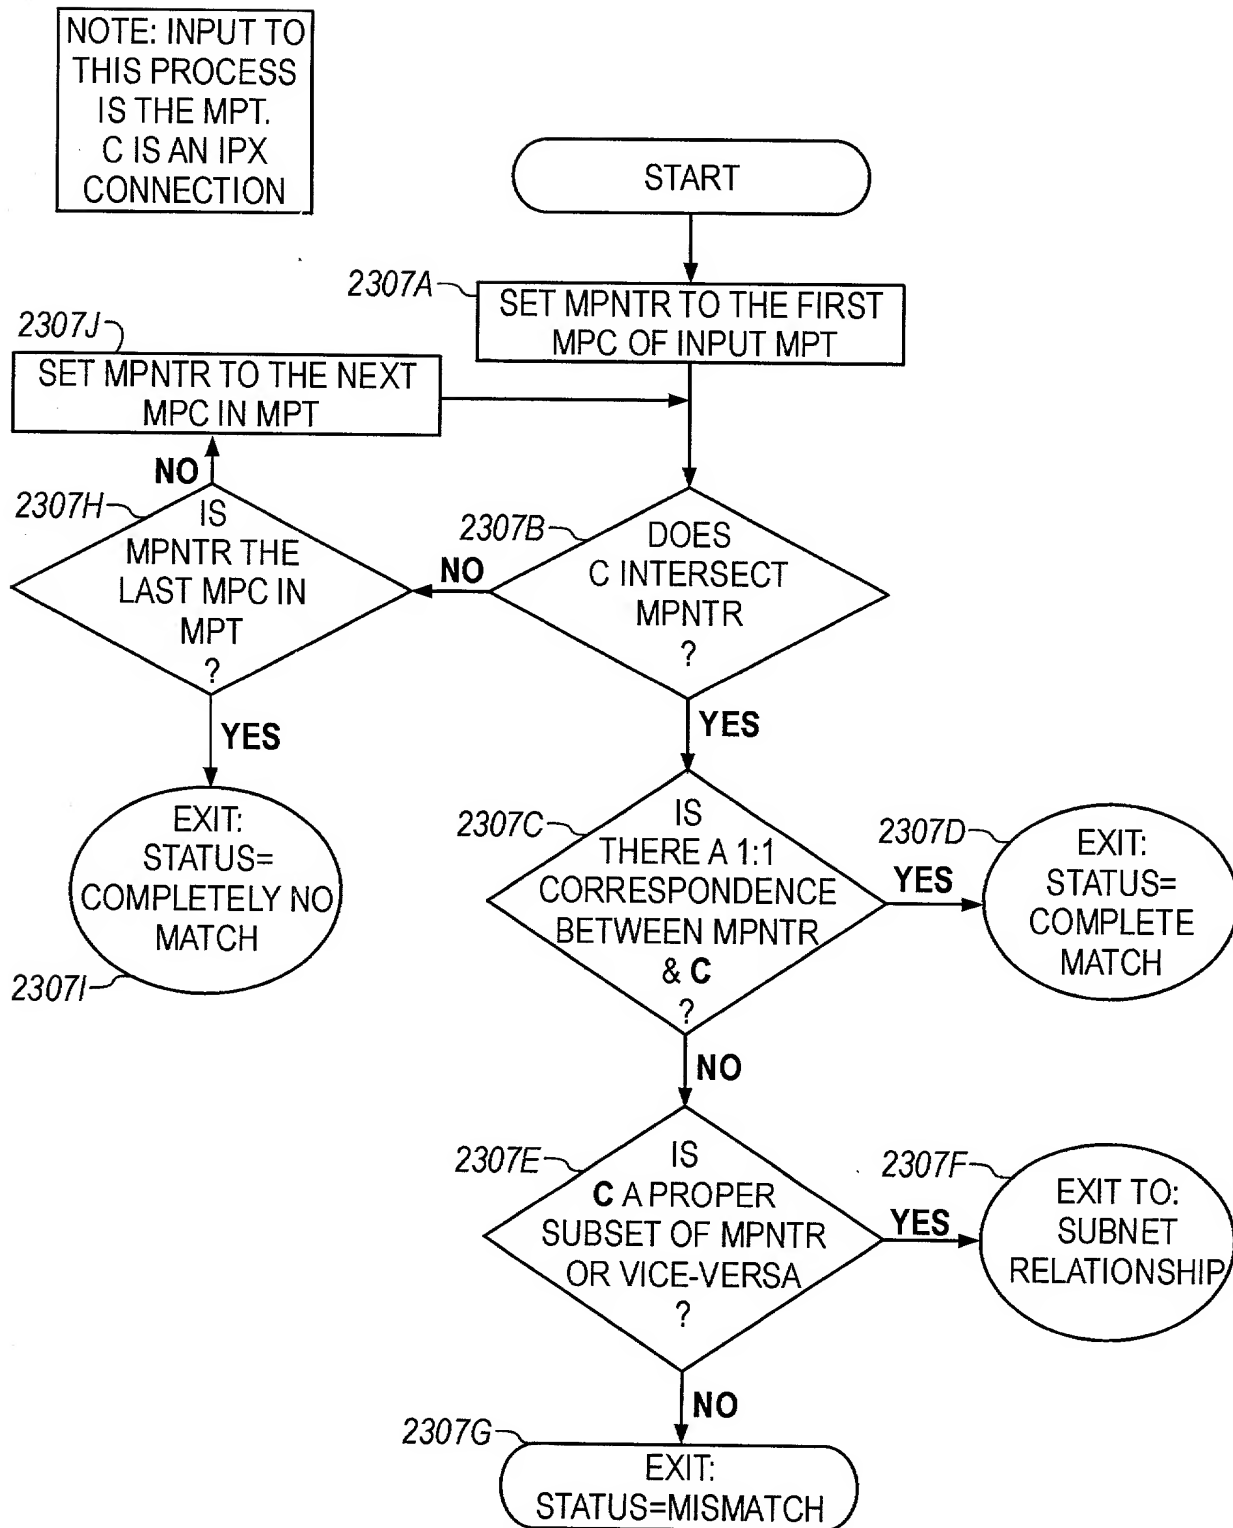 NOTE: INPUT TO
THIS PROCESS
IS THE MPT.
C IS AN IPX
CONNECTION
START
2307A
SET MPNTR TO THE FIRST
MPC OF INPUT MPT
2307J
SET MPNTR TO THE NEXT
MPC IN MPT
NO
2307H
IS
MPNTR THE
LAST MPC IN
MPT
?
NO
2307B
DOES
C INTERSECT
MPNTR
?
YES
YES
EXIT:
STATUS=
COMPLETELY NO
MATCH
2307I
2307C
IS
THERE A 1:1
CORRESPONDENCE
BETWEEN MPNTR
& C
?
YES
2307D
EXIT:
STATUS=
COMPLETE
MATCH
NO
2307E
IS
C A PROPER
SUBSET OF MPNTR
OR VICE-VERSA
?
YES
2307F
EXIT TO:
SUBNET
RELATIONSHIP
NO
2307G
EXIT:
STATUS=MISMATCH